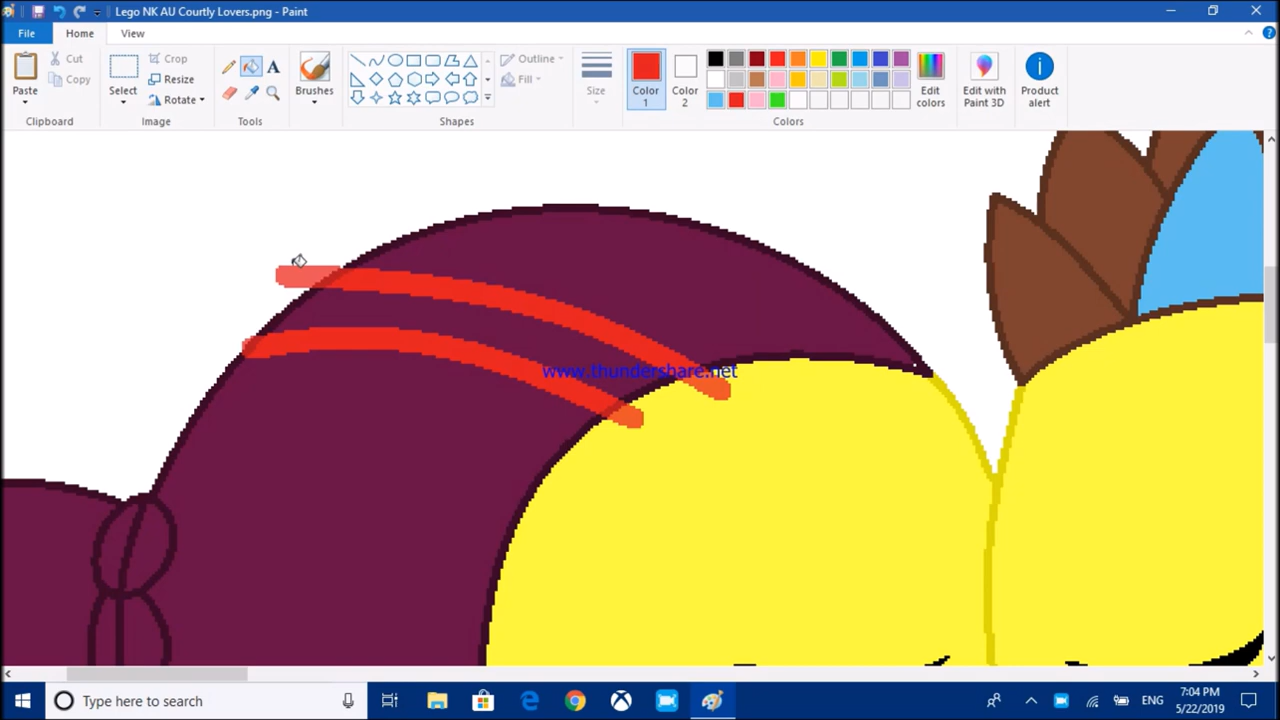 Lego NK AU Courtly Lovers.png - Paint
File Home View
Paste Cut Copy Clipboard
Select Crop Resize Rotate Image
Tools
Brushes
Outline Fill Shapes
Size
Color 1 Color 2 Edit colors Colors
Edit with Paint 3D
Product alert
www.thundershare.net
Type here to search
ENG
7:04 PM
5/22/2019